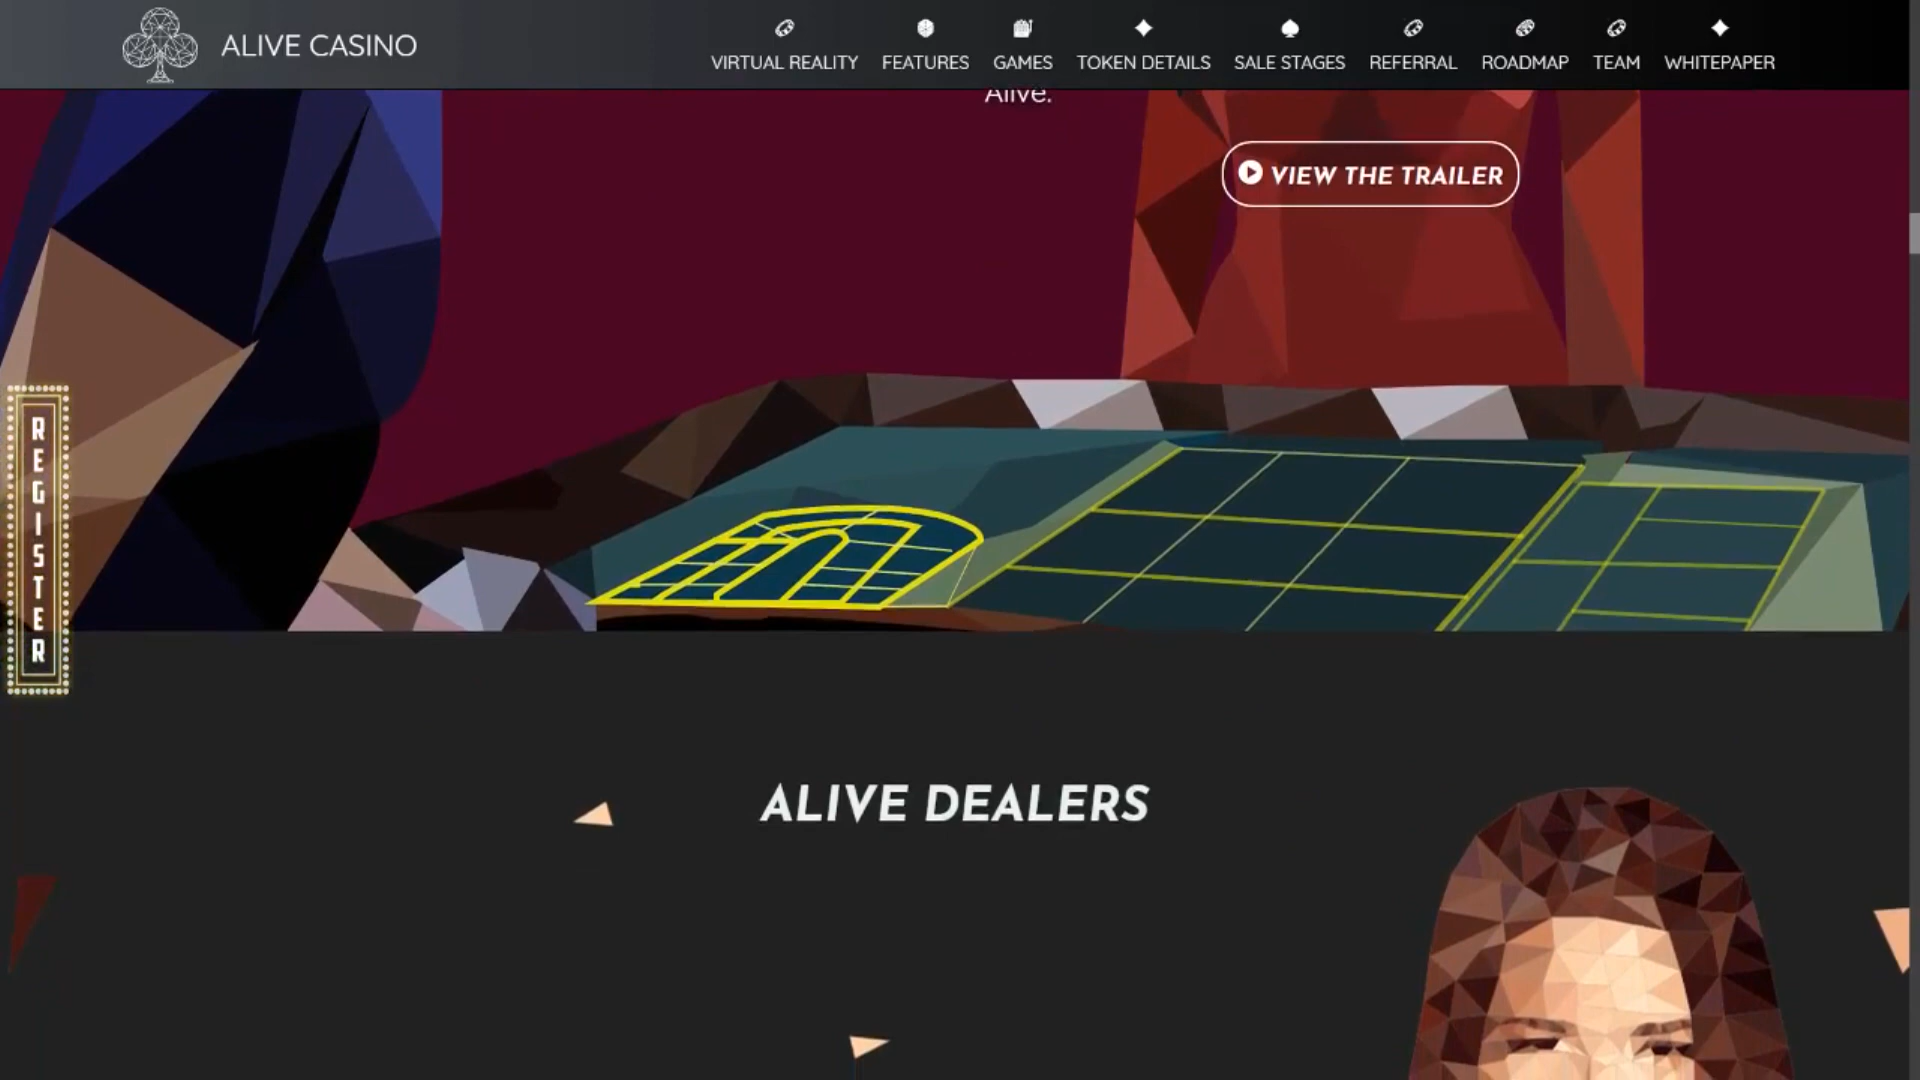 ALIVE CASINO
VIRTUAL REALITY
FEATURES
GAMES
TOKEN DETAILS
SALE STAGES
REFERRAL
ROADMAP
TEAM
WHITEPAPER
Alive.
VIEW THE TRAILER
REGISTER
ALIVE DEALERS